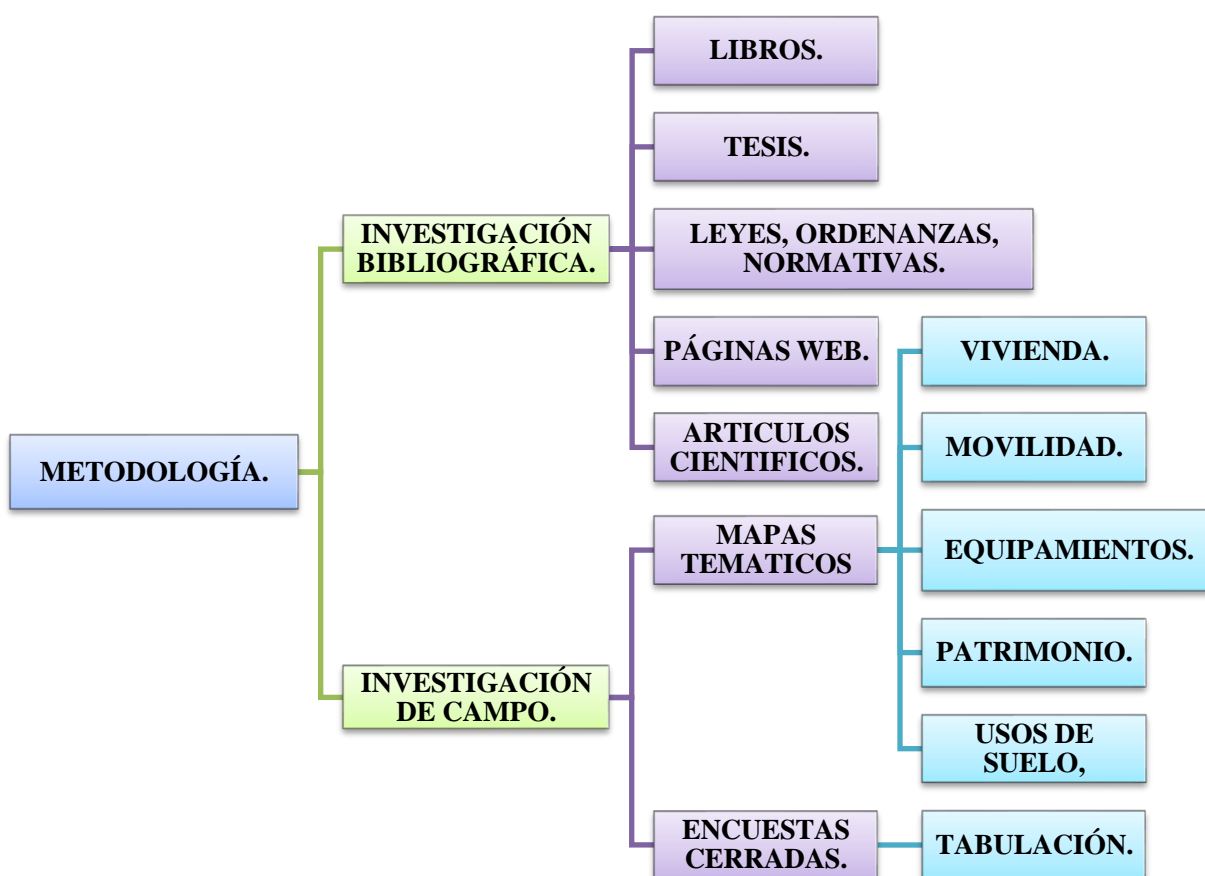 METODOLOGÍA.
INVESTIGACIÓN
BIBLIOGRÁFICA.
LIBROS.
TESIS.
LEYES, ORDENANZAS,
NORMATIVAS.
PÁGINAS WEB.
ARTICULOS
CIENTIFICOS.
INVESTIGACIÓN
DE CAMPO.
MAPAS
TEMATICOS
VIVIENDA.
MOVILIDAD.
EQUIPAMIENTOS.
PATRIMONIO.
USOS DE
SUELO,
ENCUESTAS
CERRADAS.
TABULACIÓN.